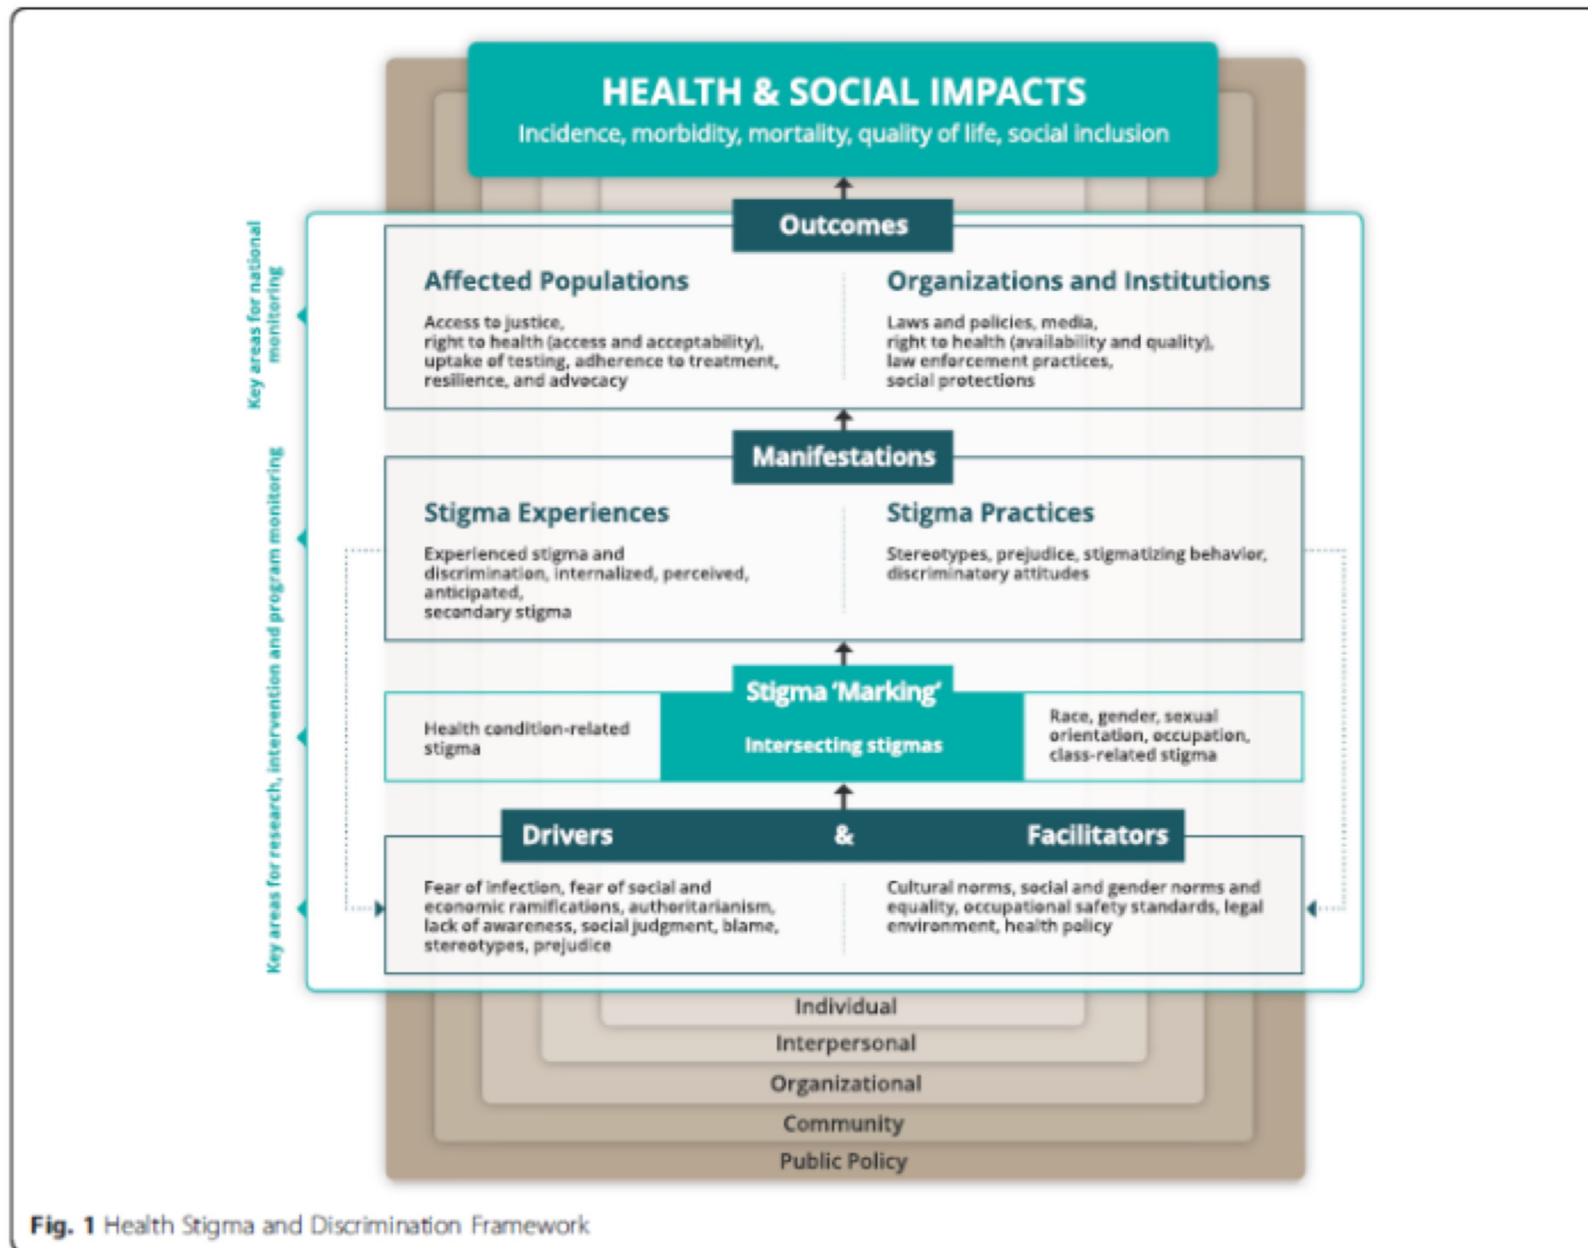 HEALTH & SOCIAL IMPACTS
Incidence, morbidity, mortality, quality of life, social inclusion
Outcomes
Key areas for national
monitoring
Affected Populations
Access to justice,
right to health (access and acceptability),
uptake of testing, adherence to treatment,
resilience, and advocacy
Organizations and Institutions
Laws and policies, media,
right to health (availability and quality),
law enforcement practices,
social protections
Manifestations
Key areas for research, intervention and program monitoring
Stigma Experiences
Experienced stigma and
discrimination, internalized, perceived,
anticipated,
secondary stigma
Stigma Practices
Stereotypes, prejudice, stigmatizing behavior,
discriminatory attitudes
Stigma ‘Marking’
Health condition-related
stigma
Intersecting stigmas
Race, gender, sexual
orientation, occupation,
class-related stigma
Drivers & Facilitators
Fear of infection, fear of social and
economic ramifications, authoritarianism,
lack of awareness, social judgment, blame,
stereotypes, prejudice
Cultural norms, social and gender norms and
equality, occupational safety standards, legal
environment, health policy
Individual
Interpersonal
Organizational
Community
Public Policy
Fig. 1 Health Stigma and Discrimination Framework